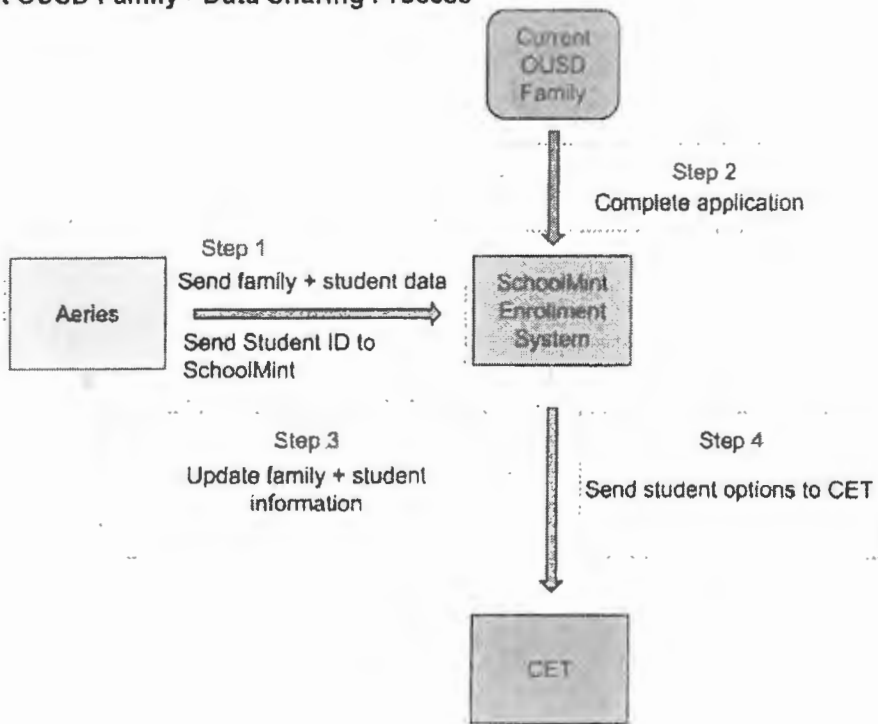 OUSD Family - Data Sharing Process
Current
OUSD
Family
Step 2
Complete application
Step 1
Send family + student data
Send Student ID to
SchoolMint
Aeries
SchoolMint
Enrollment
System
Step 3
Update family + student
information
Step 4
Send student options to CET
CET